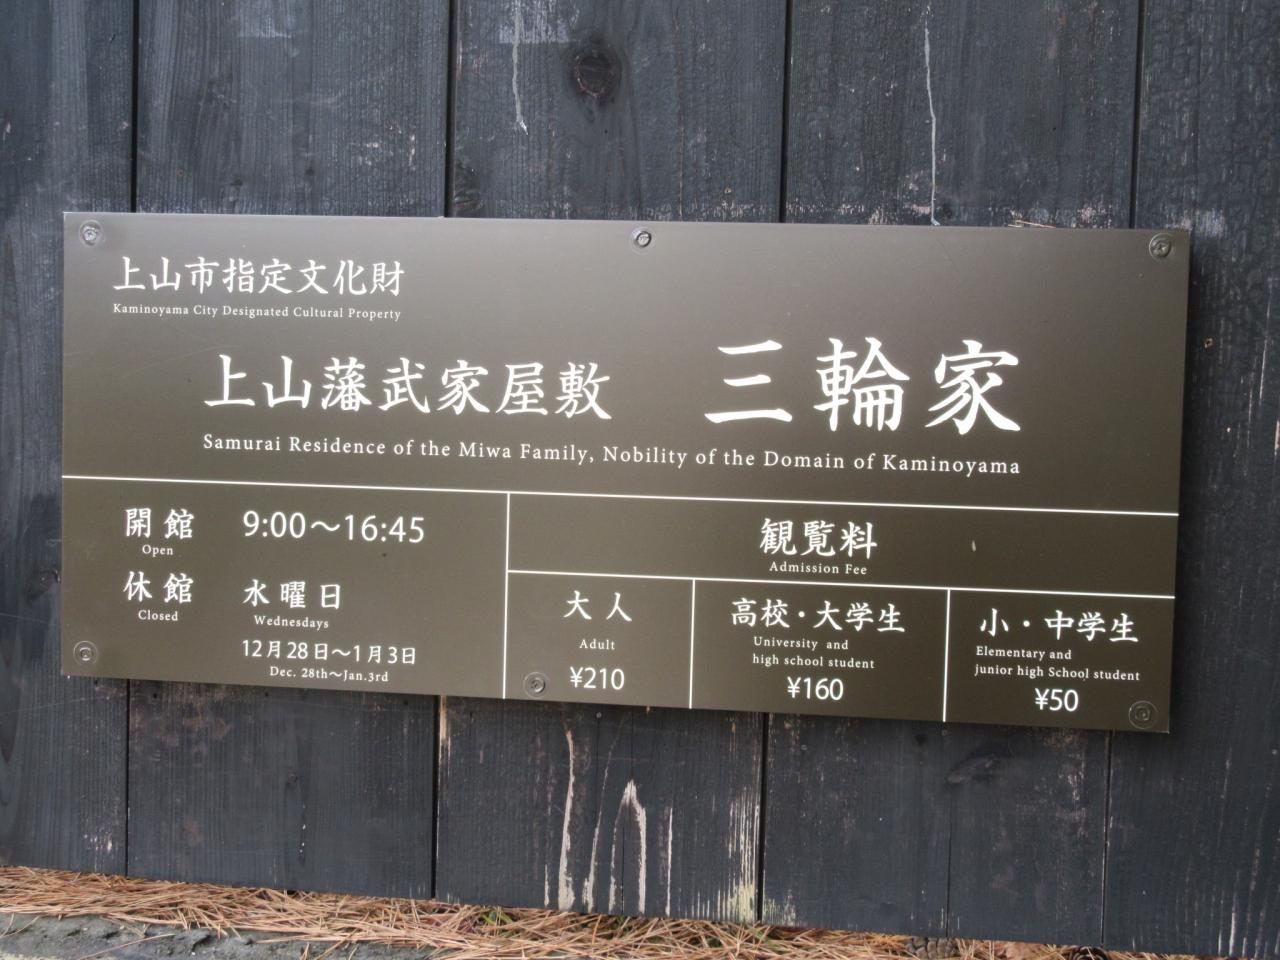 上山市指定文化財
Kaminoyama City Designated Cultural Property
上山藩武家屋敷 三輪家
Samurai Residence of the Miwa Family, Nobility of the Domain of Kaminoyama
開館 9:00〜16:45
Open
休館 水曜日
Closed Wednesdays
12月28日〜1月3日
Dec. 28th〜Jan.3rd
観覧料
Admission Fee
大人
Adult
¥210
高校・大学生
University and
high school student
¥160
小・中学生
Elementary and
junior high School student
¥50